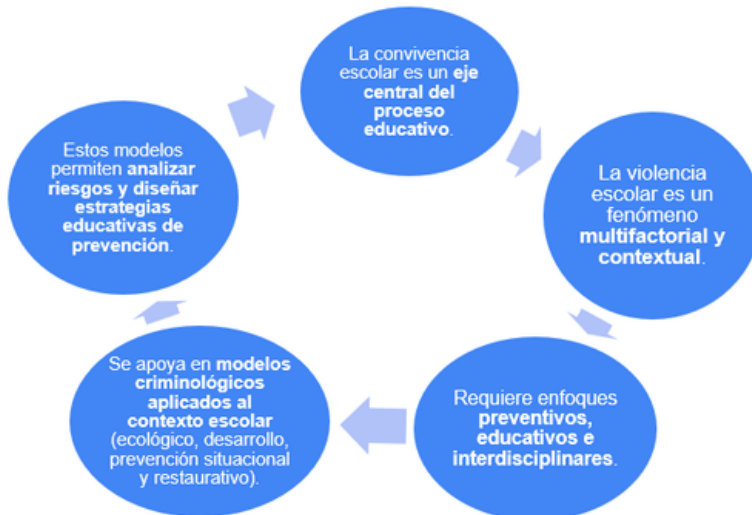 La convivencia
escolar es un eje
central del
proceso
educativo.
La violencia
escolar es un
fenómeno
multifactorial y
contextual.
Requiere enfoques
preventivos,
educativos e
interdisciplinares.
Se apoya en modelos
criminológicos
aplicados al
contexto escolar
(ecológico, desarrollo,
prevención situacional
y restaurativo).
Estos modelos
permiten analizar
riesgos y diseñar
estrategias
educativas de
prevención.